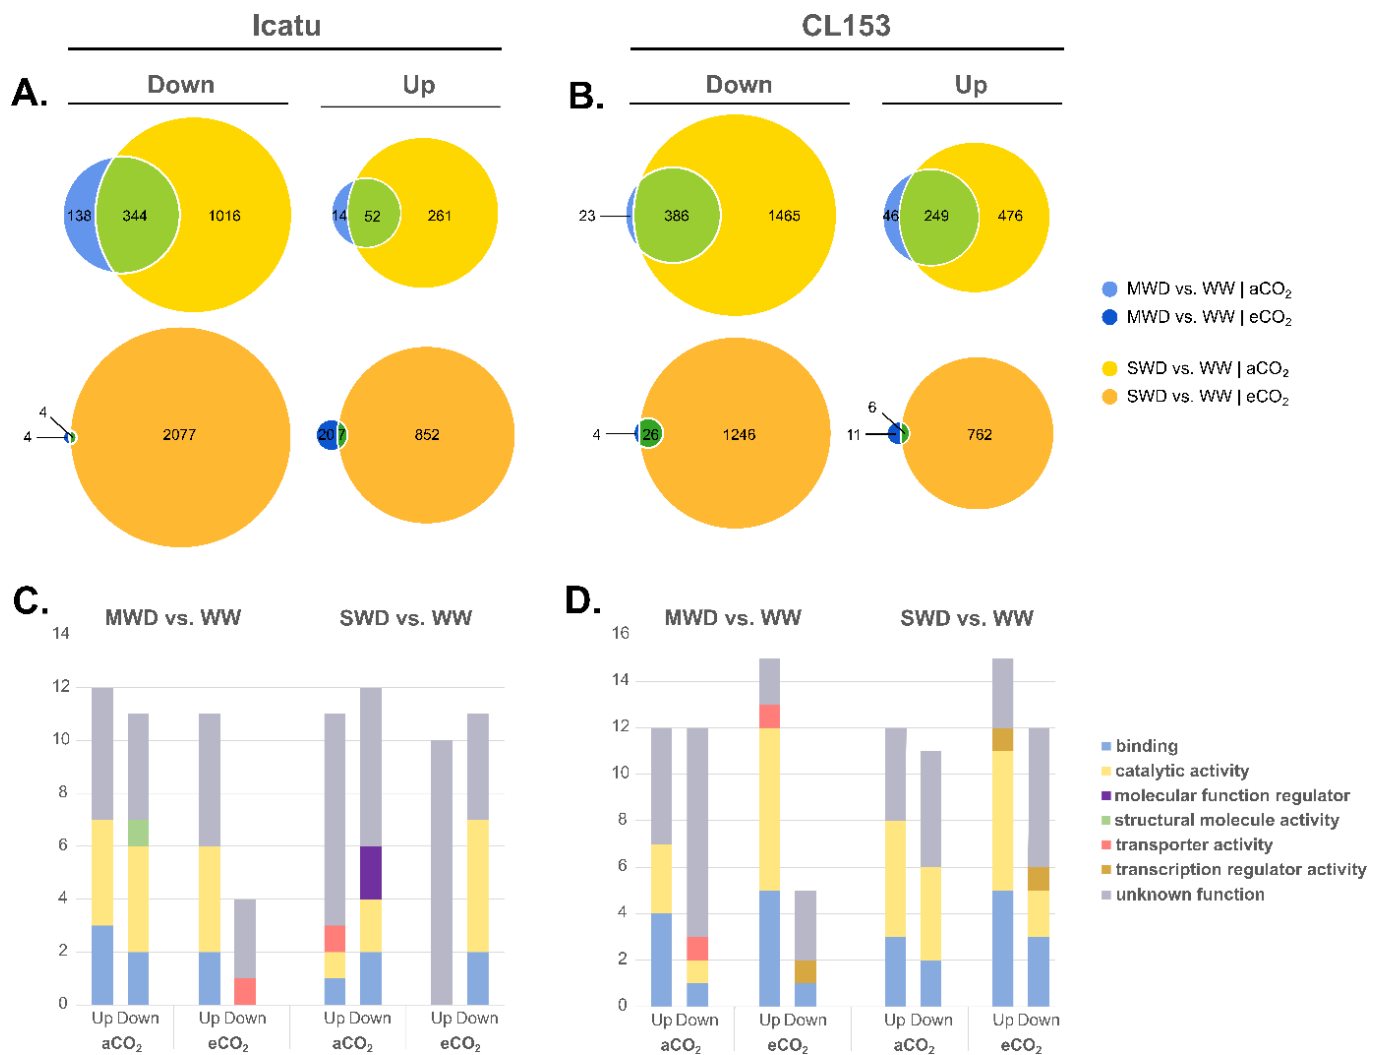 Icatu
CL153
A.
Down
Up
B.
Down
Up
138
344
1016
14
52
261
23
386
1465
46
249
476
MWD vs. WW | aCO₂
MWD vs. WW | eCO₂
SWD vs. WW | aCO₂
SWD vs. WW | eCO₂
4
4
2077
20
7
852
4
26
1246
6
11
762
C.
MWD vs. WW
SWD vs. WW
14
12
10
8
6
4
2
0
Up Down
Up Down
Up Down
Up Down
aCO₂
eCO₂
aCO₂
eCO₂
D.
MWD vs. WW
SWD vs. WW
16
14
12
10
8
6
4
2
0
Up Down
Up Down
Up Down
Up Down
aCO₂
eCO₂
aCO₂
eCO₂
binding
catalytic activity
molecular function regulator
structural molecule activity
transporter activity
transcription regulator activity
unknown function